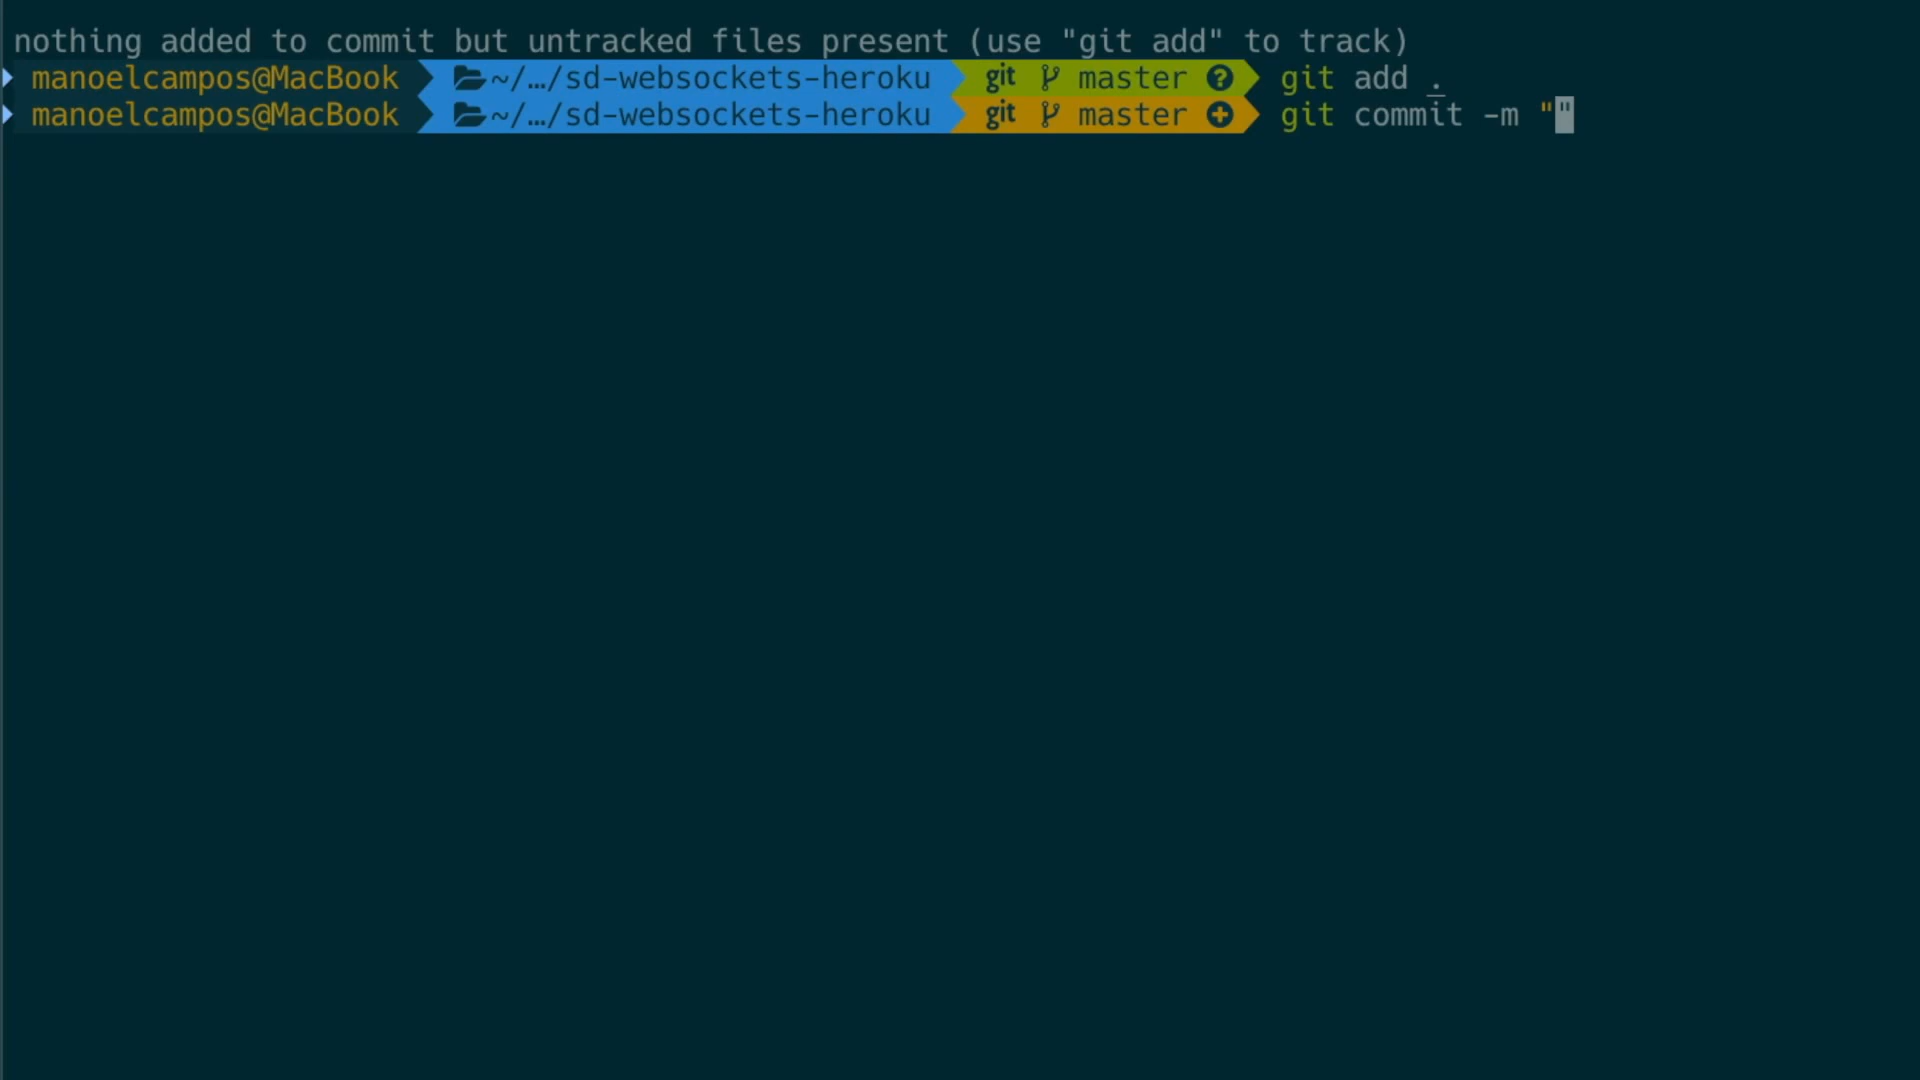 nothing added to commit but untracked files present (use "git add" to track)
manoelcampos@MacBook ~/…/sd-websockets-heroku git master ? git add .
manoelcampos@MacBook ~/…/sd-websockets-heroku git master + git commit -m ""